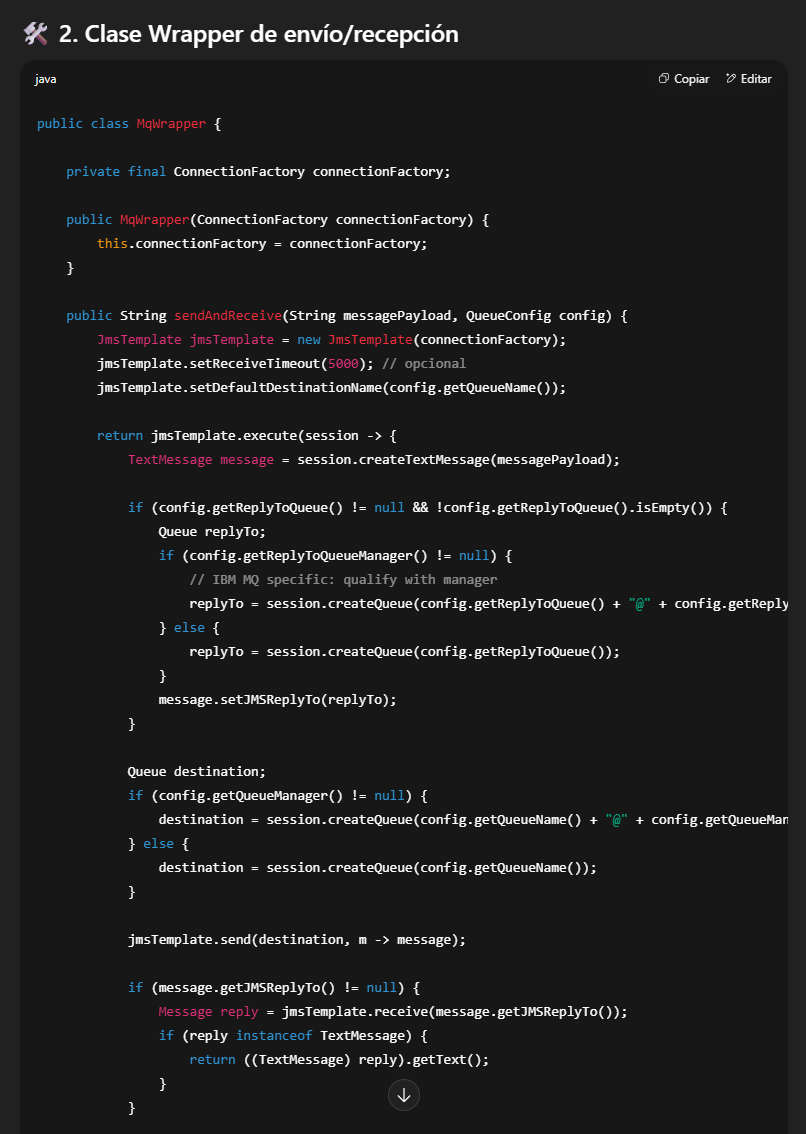 🛠️ 2. Clase Wrapper de envío/recepción
java
Copiar
Editar
public class MqWrapper {
private final ConnectionFactory connectionFactory;
public MqWrapper(ConnectionFactory connectionFactory) {
this.connectionFactory = connectionFactory;
}
public String sendAndReceive(String messagePayload, QueueConfig config) {
JmsTemplate jmsTemplate = new JmsTemplate(connectionFactory);
jmsTemplate.setReceiveTimeout(5000); // opcional
jmsTemplate.setDefaultDestinationName(config.getQueueName());
return jmsTemplate.execute(session -> {
TextMessage message = session.createTextMessage(messagePayload);
if (config.getReplyToQueue() != null && !config.getReplyToQueue().isEmpty()) {
Queue replyTo;
if (config.getReplyToQueueManager() != null) {
// IBM MQ specific: qualify with manager
replyTo = session.createQueue(config.getReplyToQueue() + "@" + config.getReply
} else {
replyTo = session.createQueue(config.getReplyToQueue());
}
message.setJMSReplyTo(replyTo);
}
Queue destination;
if (config.getQueueManager() != null) {
destination = session.createQueue(config.getQueueName() + "@" + config.getQueueMan
} else {
destination = session.createQueue(config.getQueueName());
}
jmsTemplate.send(destination, m -> message);
if (message.getJMSReplyTo() != null) {
Message reply = jmsTemplate.receive(message.getJMSReplyTo());
if (reply instanceof TextMessage) {
return ((TextMessage) reply).getText();
}
}